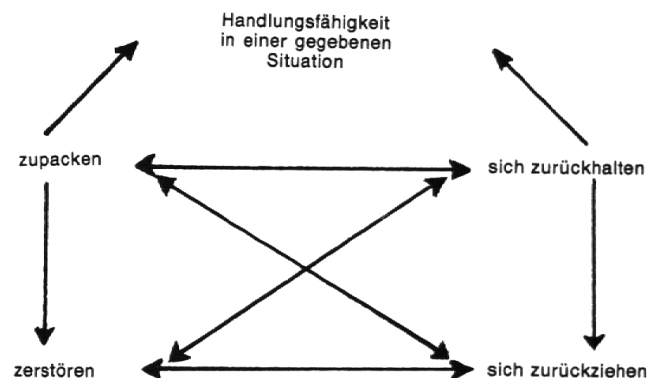 Handlungsfähigkeit
in einer gegebenen
Situation
zupacken
sich zurückhalten
zerstören
sich zurückziehen